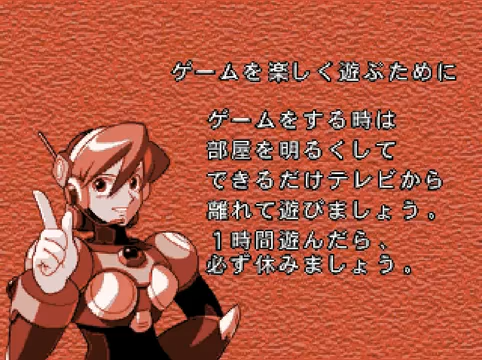 ゲームを楽しく遊ぶために
ゲームをする時は
部屋を明るくして
できるだけテレビから
離れて遊びましょう。
１時間遊んだら、
必ず休みましょう。